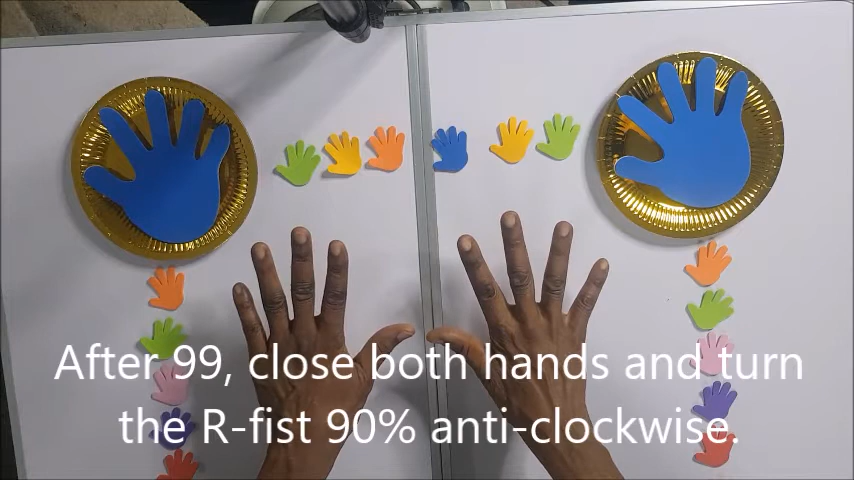 After 99, close both hands and turn
the R-fist 90% anti-clockwise.